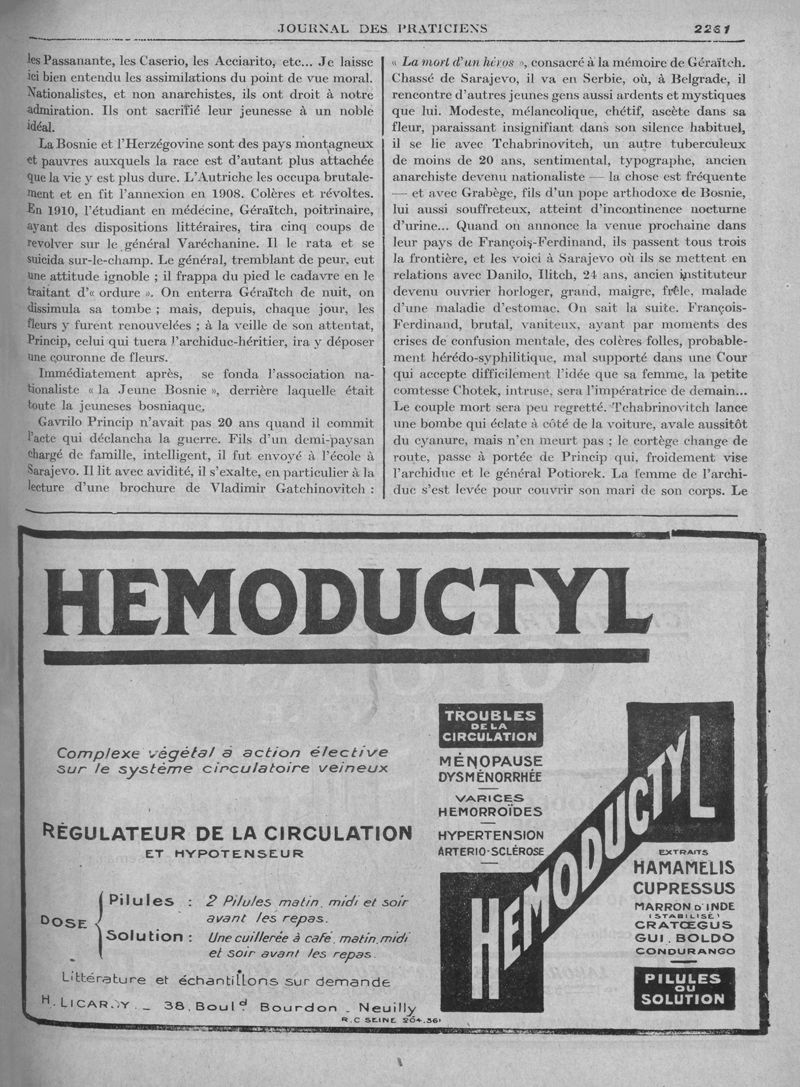 JOURNAL DES PRATICIENS 2261
les Passanante, les Caserio, les Acciarito, etc... Je laisse
ici bien entendu les assimilations du point de vue moral.
Nationalistes, et non anarchistes, ils ont droit à notre
admiration. Ils ont sacrifié leur jeunesse à un noble
idéal.
La Bosnie et l'Herzégovine sont des pays montagneux
et pauvres auxquels la race est d'autant plus attachée
que la vie y est plus dure. L'Autriche les occupa brutale-
ment et en fit l'annexion en 1908. Colères et révoltes.
En 1910, l'étudiant en médecine, Géraïtch, poitrinaire,
ayant des dispositions littéraires, tira cinq coups de
revolver sur le général Varéchanine. Il le rata et se
suicida sur-le-champ. Le général, tremblant de peur, eut
une attitude ignoble ; il frappa du pied le cadavre en le
traitant d'« ordure ». On enterra Géraïtch de nuit, on
dissimula sa tombe ; mais, depuis, chaque jour, les
fleurs y furent renouvelées ; à la veille de son attentat,
Princip, celui qui tuera l'archiduc-héritier, ira y déposer
une couronne de fleurs.
Immédiatement après, se fonda l'association na-
tionaliste « la Jeune Bosnie », derrière laquelle était
toute la jeuneses bosniaque.
Gavrilo Princip n'avait pas 20 ans quand il commit
l'acte qui déclancha la guerre. Fils d'un demi-paysan
chargé de famille, intelligent, il fut envoyé à l'école à
Sarajevo. Il lit avec avidité, il s'exalte, en particulier à la
lecture d'une brochure de Vladimir Gatchinovitch :
« La mort d'un héros », consacré à la mémoire de Géraïtch.
Chassé de Sarajevo, il va en Serbie, où, à Belgrade, il
rencontre d'autres jeunes gens aussi ardents et mystiques
que lui. Modeste, mélancolique, chétif, ascète dans sa
fleur, paraissant insignifiant dans son silence habituel,
il se lie avec Tchabrinovitch, un autre tuberculeux
de moins de 20 ans, sentimental, typographe, ancien
anarchiste devenu nationaliste — la chose est fréquente
— et avec Grabège, fils d'un pope arthodoxe de Bosnie,
lui aussi souffreteux, atteint d'incontinence nocturne
d'urine... Quand on annonce la venue prochaine dans
leur pays de François-Ferdinand, ils passent tous trois
la frontière, et les voici à Sarajevo où ils se mettent en
relations avec Danilo, Ilitch, 24 ans, ancien instituteur
devenu ouvrier horloger, grand, maigre, frêle, malade
d'une maladie d'estomac. On sait la suite. François-
Ferdinand, brutal, vaniteux, ayant par moments des
crises de confusion mentale, des colères folles, probable-
ment hérédo-syphilitique, mal supporté dans une Cour
qui accepte difficilement l'idée que sa femme, la petite
comtesse Chotek, intruse, sera l'impératrice de demain...
Le couple mort sera peu regretté. Tchabrinovitch lance
une bombe qui éclate à côté de la voiture, avale aussitôt
du cyanure, mais n'en meurt pas ; le cortège change de
route, passe à portée de Princip qui, froidement vise
l'archiduc et le général Potiorek. La femme de l'archi-
duc s'est levée pour couvrir son mari de son corps. Le
HEMODUCTYL
Complexe végétal à action élective
sur le système circulatoire veineux
RÉGULATEUR DE LA CIRCULATION
ET HYPOTENSEUR
DOSE
Pilules : 2 Pilules matin, midi et soir
avant les repas.
Solution : Une cuillerée à café, matin, midi
et soir avant les repas.
Littérature et échantillons sur demande
38, Boul.d Bourdon _ Neuilly
TROUBLES
DE LA
CIRCULATION
MÉNOPAUSE
DYSMÉNORRHÉE
VARICES
HEMORROÏDES
HYPERTENSION
ARTERIO-SCLÉROSE
HEMODUCTYL
EXTRAITS
HAMAMELIS
CUPRESSUS
MARRON D'INDE
(STABILISÉ)
CRATŒGUS
GUI. BOLDO
CONDURANGO
PILULES
OU
SOLUTION